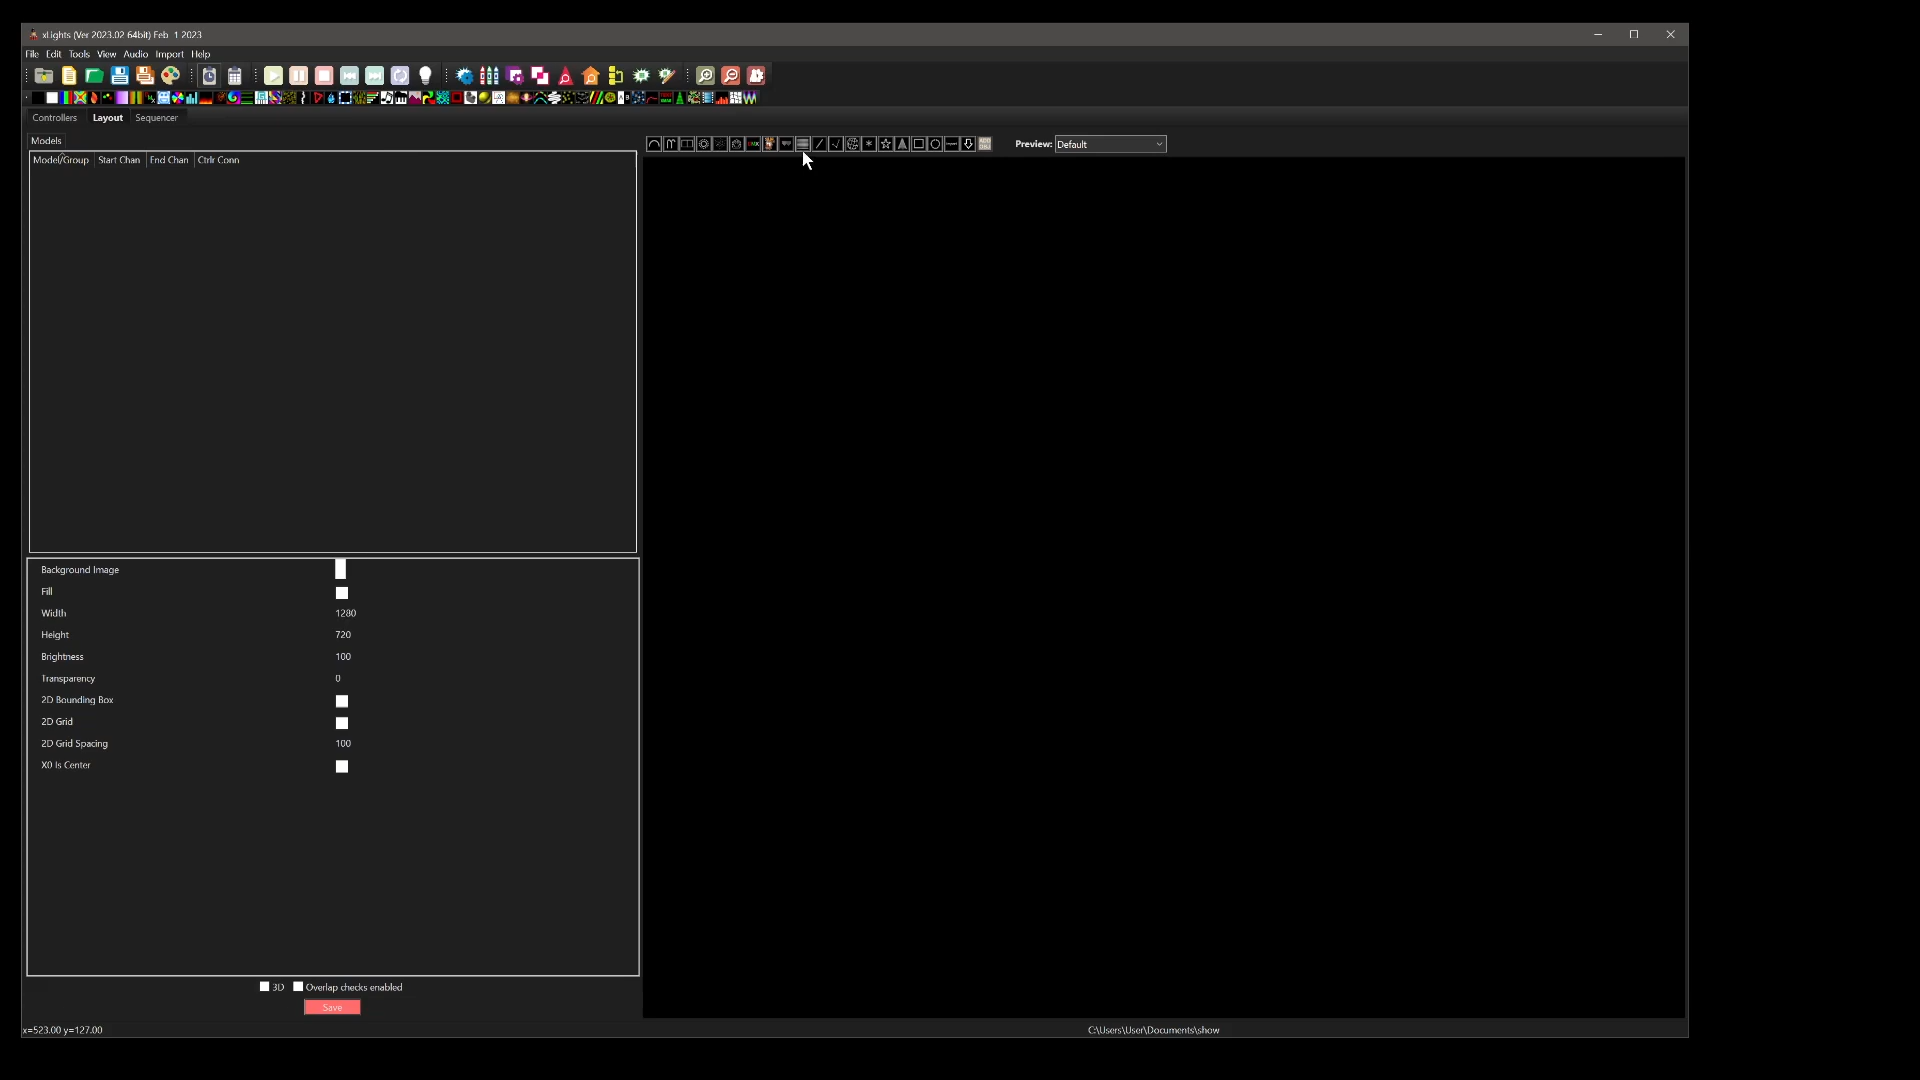 xLights (Ver 2023.02 64bit) Feb  1 2023
File Edit Tools View Audio Import Help
Controllers Layout Sequencer
Models
Preview: Default
Model/Group Start Chan End Chan Ctrlr Conn
Background Image
Fill
Width 1280
Height 720
Brightness 100
Transparency 0
2D Bounding Box
2D Grid
2D Grid Spacing 100
X0 Is Center
3D Overlap checks enabled
Save
x=523.00 y=127.00 C:\Users\User\Documents\show